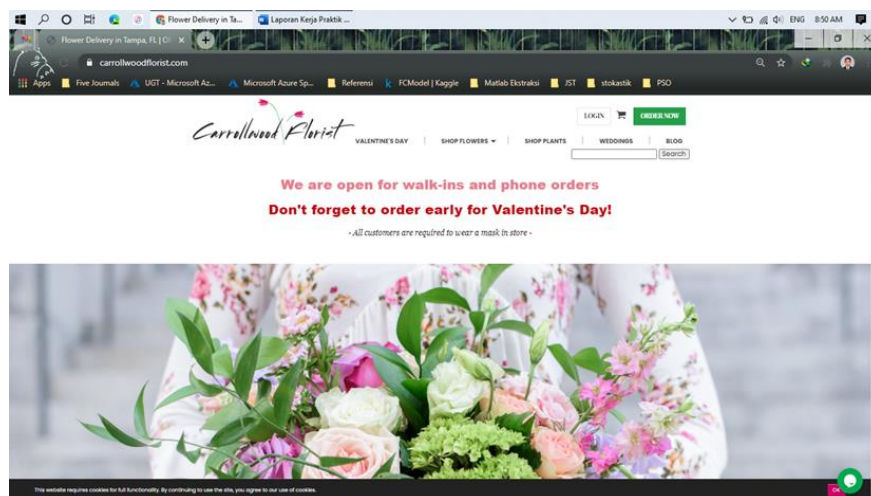 Flower Delivery in Ta...
Laporan Kerja Praktik ...
ENG 8:50 AM
Flower Delivery in Tampa, FL | C
carrollwoodflorist.com
Apps Five Journals UGT - Microsoft Az... Microsoft Azure Sp... Referensi FCModel | Kaggle Matlab Ekstraksi JST stokastik PSO
LOGIN ORDER NOW
Carrollwood Florist
VALENTINE'S DAY SHOP FLOWERS SHOP PLANTS WEDDINGS BLOG
Search
We are open for walk-ins and phone orders
Don't forget to order early for Valentine's Day!
- All customers are required to wear a mask in store -
This website requires cookies for full functionality. By continuing to use the site, you agree to our use of cookies.